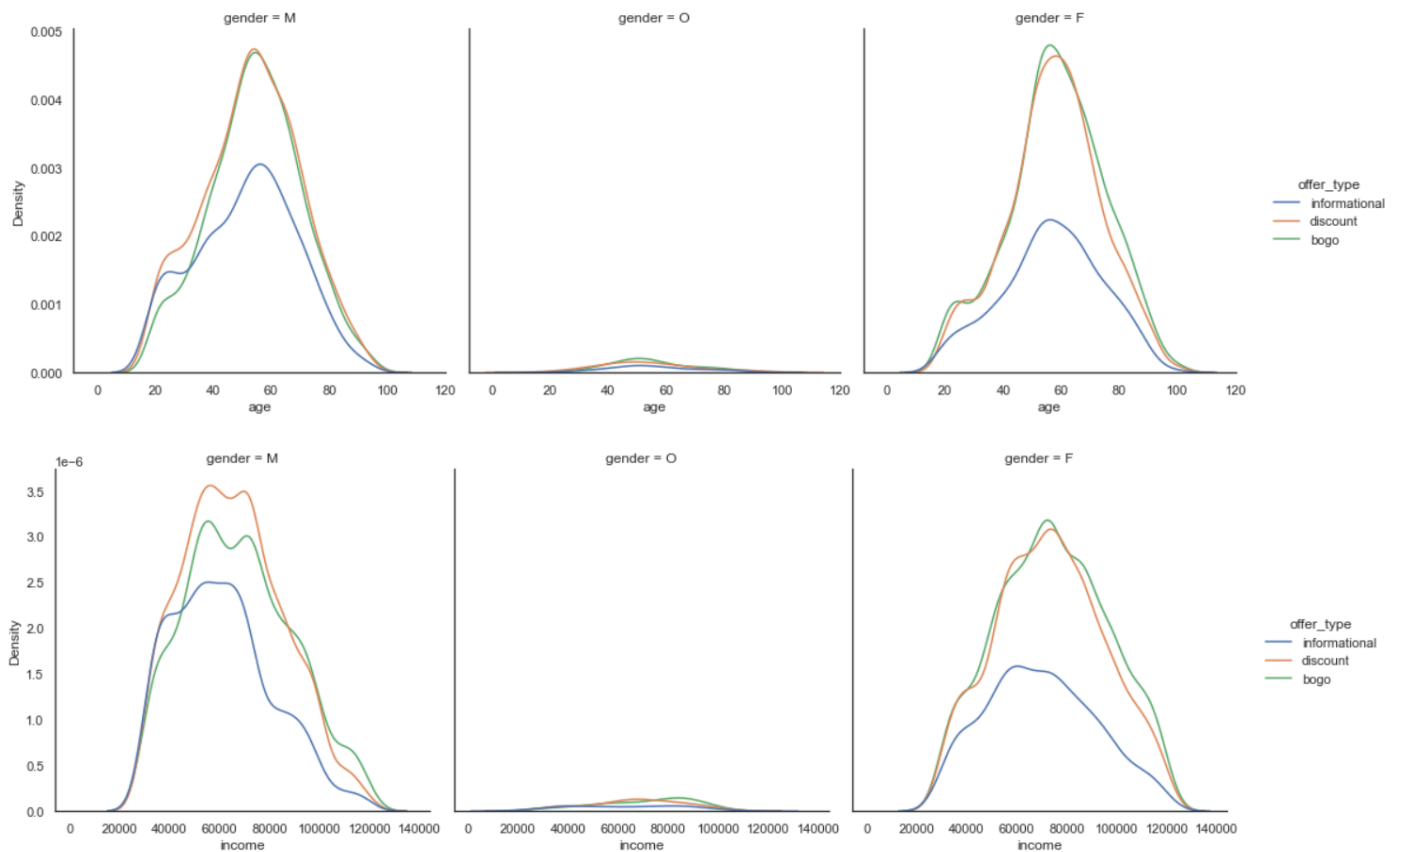 gender = M
gender = O
gender = F
0.005
0.004
0.003
0.002
0.001
0.000
Density
0 20 40 60 80 100 120
0 20 40 60 80 100 120
0 20 40 60 80 100 120
age
age
age
offer_type
informational
discount
bogo
gender = M
gender = O
gender = F
1e−6
3.5
3.0
2.5
2.0
1.5
1.0
0.5
0.0
Density
0 20000 40000 60000 80000 100000 120000 140000
0 20000 40000 60000 80000 100000 120000 140000
0 20000 40000 60000 80000 100000 120000 140000
income
income
income
offer_type
informational
discount
bogo